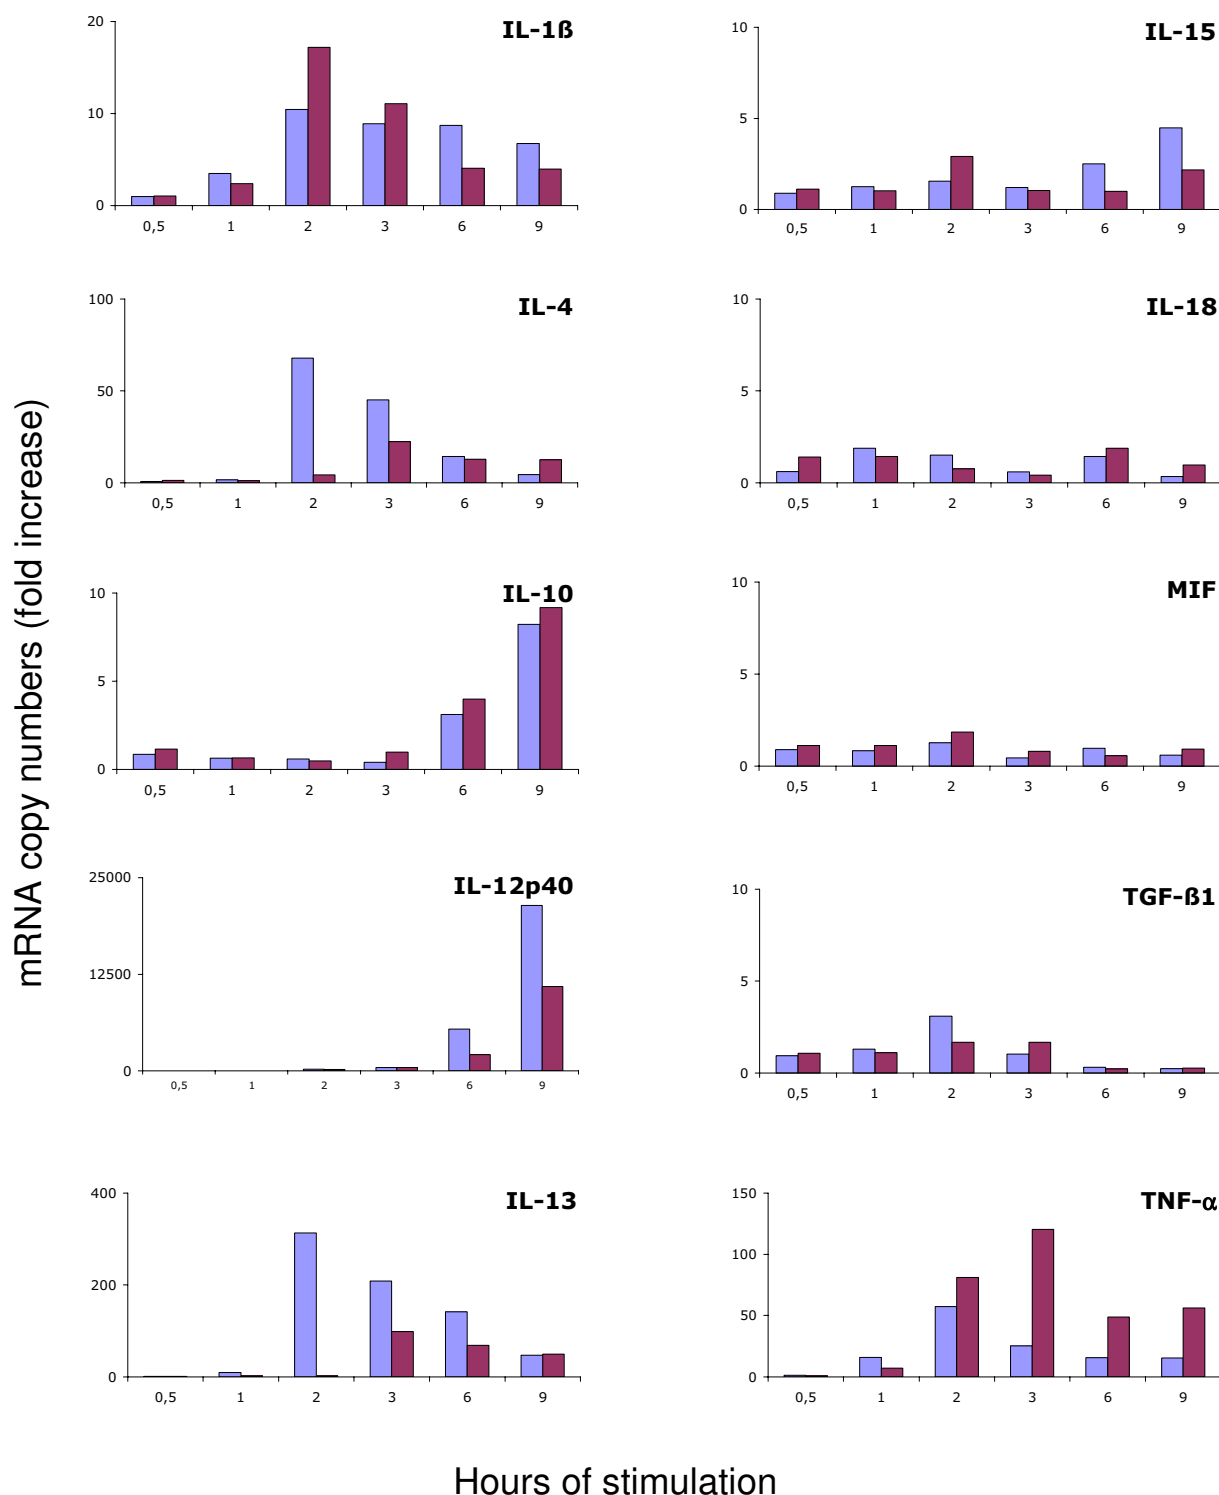 mRNA copy numbers (fold increase)
IL-1ß
20
10
0
0,5 1 2 3 6 9
IL-15
10
5
0
0,5 1 2 3 6 9
IL-4
100
50
0
0,5 1 2 3 6 9
IL-18
10
5
0
0,5 1 2 3 6 9
IL-10
10
5
0
0,5 1 2 3 6 9
MIF
10
5
0
0,5 1 2 3 6 9
IL-12p40
25000
12500
0
0,5 1 2 3 6 9
TGF-ß1
10
5
0
0,5 1 2 3 6 9
IL-13
400
200
0
0,5 1 2 3 6 9
TNF-α
150
100
50
0
0,5 1 2 3 6 9
Hours of stimulation